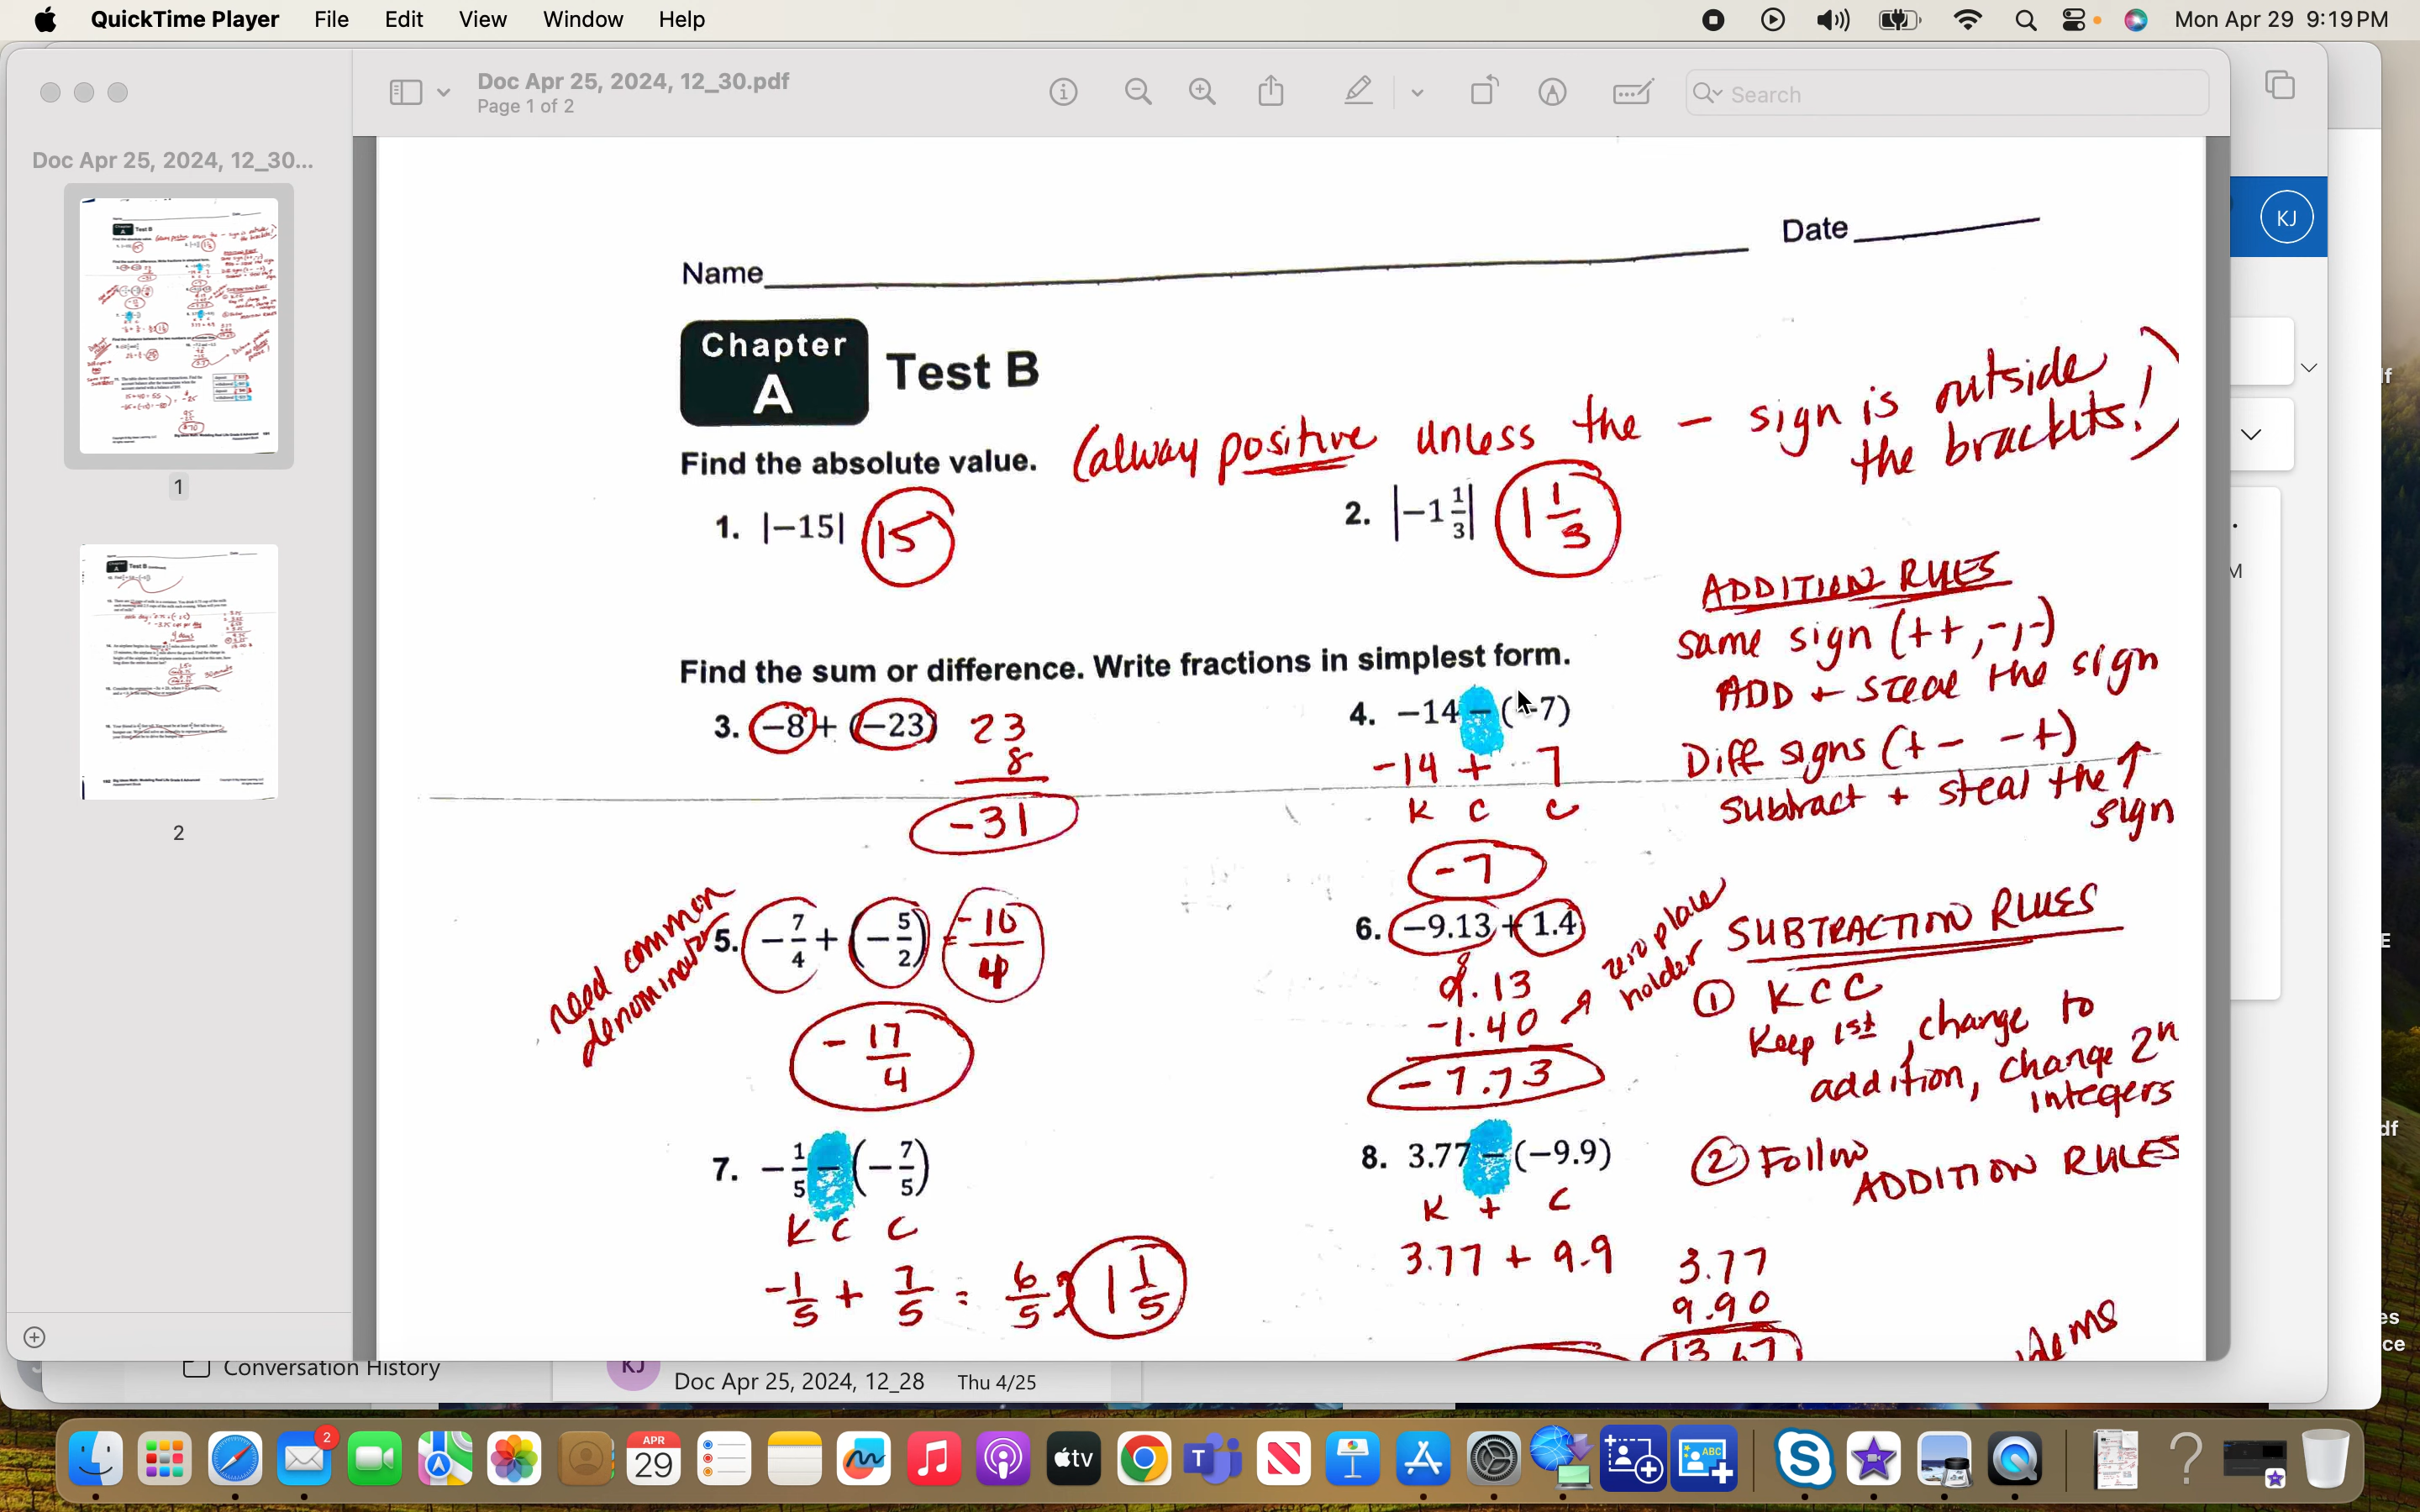 QuickTime Player File Edit View Window Help Mon Apr 29 9:19 PM
Doc Apr 25, 2024, 12_30.pdf
Page 1 of 2
Search
Doc Apr 25, 2024, 12_30...
1
2
KJ
Name Date
Chapter A Test B
(alway positive unless the - sign is outside
the brackets!)
Find the absolute value.
1. |−15| 15
2. |−1 1/3| 1 1/3
Find the sum or difference. Write fractions in simplest form.
3. −8 + (−23) 23
8
-31
4. −14 − (−7)
-14 + 7
K C C
-7
ADDITION RULES
same sign (++, -,-)
ADD + steal the sign
Diff signs (+ - -+)
subtract + steal the ↑
sign
need common
denominator
5. −7/4 + (−5/2) = -10/4
-17/4
6. −9.13 + 1.4
9.13
-1.40
zero place
holder
-7.73
SUBTRACTION RULES
① KCC
Keep 1st, change to
addition, change 2n
integers
② Follow
ADDITION RULES
7. −1/5 − (−7/5)
K C C
-1/5 + 7/5 = 6/5 = 1 1/5
8. 3.77 − (−9.9)
K + C
3.77 + 9.9
3.77
9.90
13.67
Conversation History
KJ
Doc Apr 25, 2024, 12_28 Thu 4/25
APR
29
2
tv
ABC